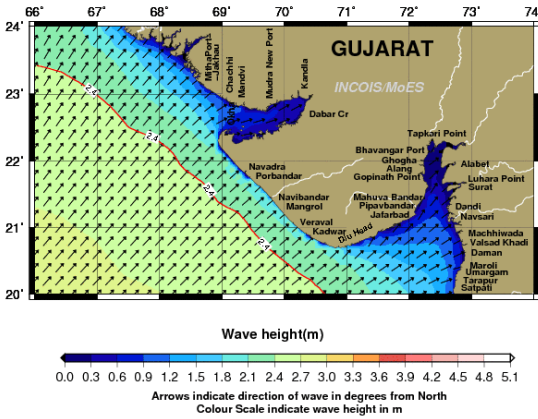 66' 67' 68' 69' 70' 71' 72' 73' 74
24'
23'
22'
21'
20'
GUJARAT
INCOIS/MoES
MithaPort
Jakhau
Chachhi
Mandvi
Mudra New Port
Kandla
Okha
Dabar Cr
Tapkari Point
Bhavangar Port
Ghogha
Alang
Gopinath Point
Alabet
Luhara Point
Surat
Navadra
Porbandar
Navibandar
Mangrol
Mahuva Bandar
Pipavbandar
Jafarbad
Dandi
Navsari
Veraval
Kadwar
Diu Head
Machhiwada
Valsad Khadi
Daman
Maroli
Umargam
Tarapur
Satpati
2.4
2.4
2.4
2.4
Wave height(m)
0.0 0.3 0.6 0.9 1.2 1.5 1.8 2.1 2.4 2.7 3.0 3.3 3.6 3.9 4.2 4.5 4.8 5.1
Arrows indicate direction of wave in degrees from North
Colour Scale indicate wave height in m